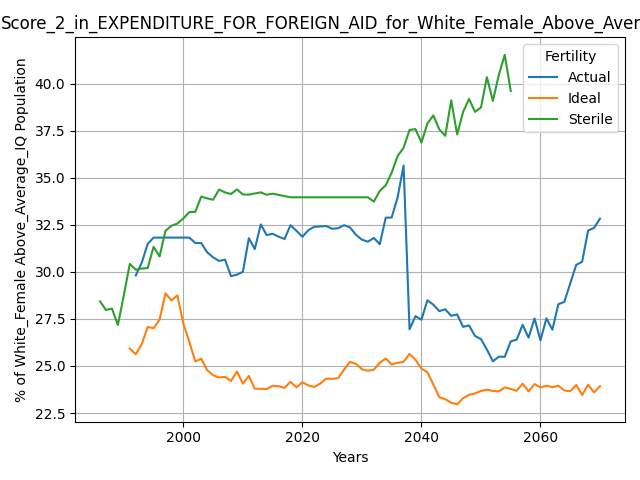 Score_2_in_EXPENDITURE_FOR_FOREIGN_AID_for_White_Female_Above_Aver
% of White_Female Above_Average_IQ Population
40.0
37.5
35.0
32.5
30.0
27.5
25.0
22.5
Fertility
Actual
Ideal
Sterile
2000 2020 2040 2060
Years